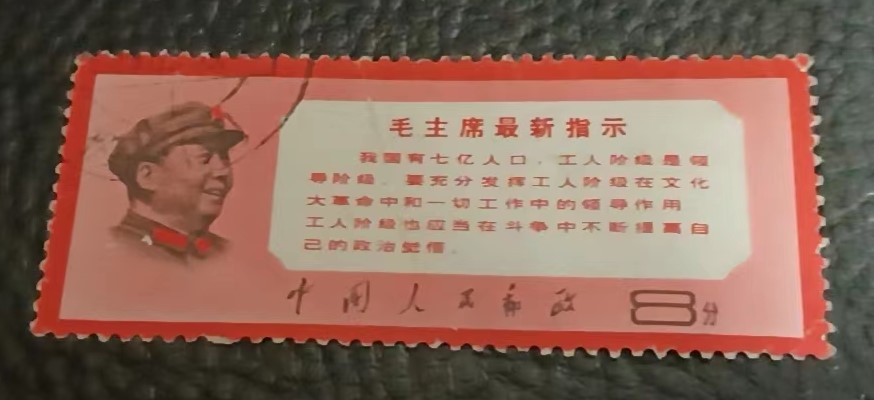 毛主席最新指示
我国有七亿人口，工人阶级是领
导阶级。要充分发挥工人阶级在文化
大革命中和一切工作中的领导作用。
工人阶级也应当在斗争中不断提高自
己的政治觉悟。
中国人民邮政 8分